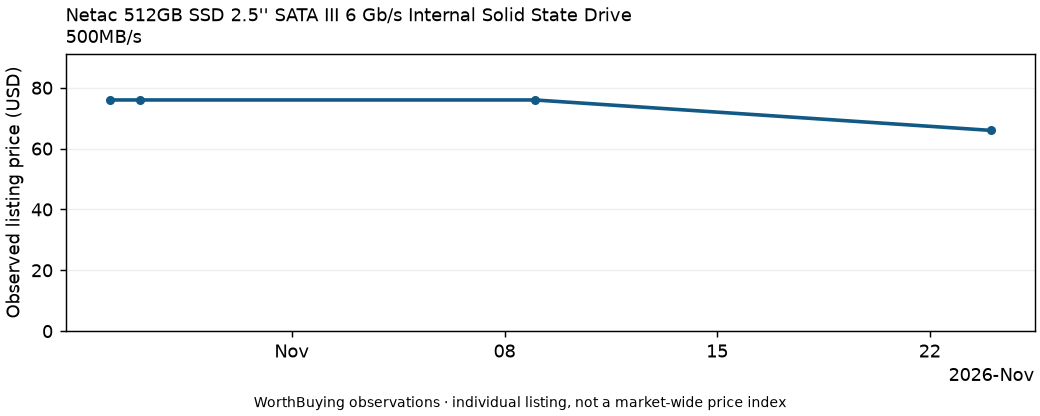 Netac 512GB SSD 2.5'' SATA III 6 Gb/s Internal Solid State Drive
500MB/s
Observed listing price (USD)
80
60
40
20
0
Nov
08
15
22
2026-Nov
WorthBuying observations · individual listing, not a market-wide price index